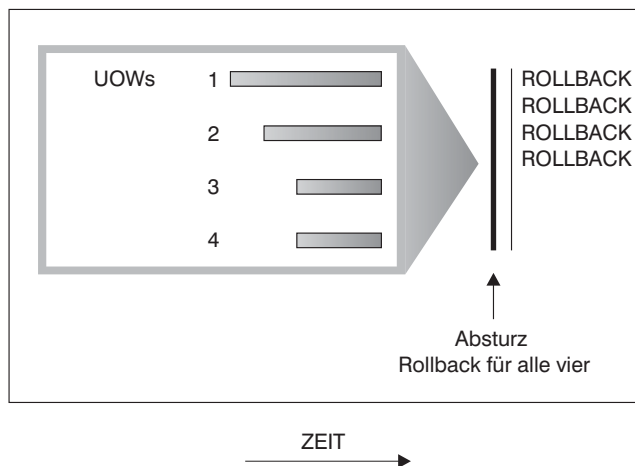 UOWs 1 ROLLBACK
ROLLBACK
2 ROLLBACK
ROLLBACK
3
4
Absturz
Rollback für alle vier
ZEIT